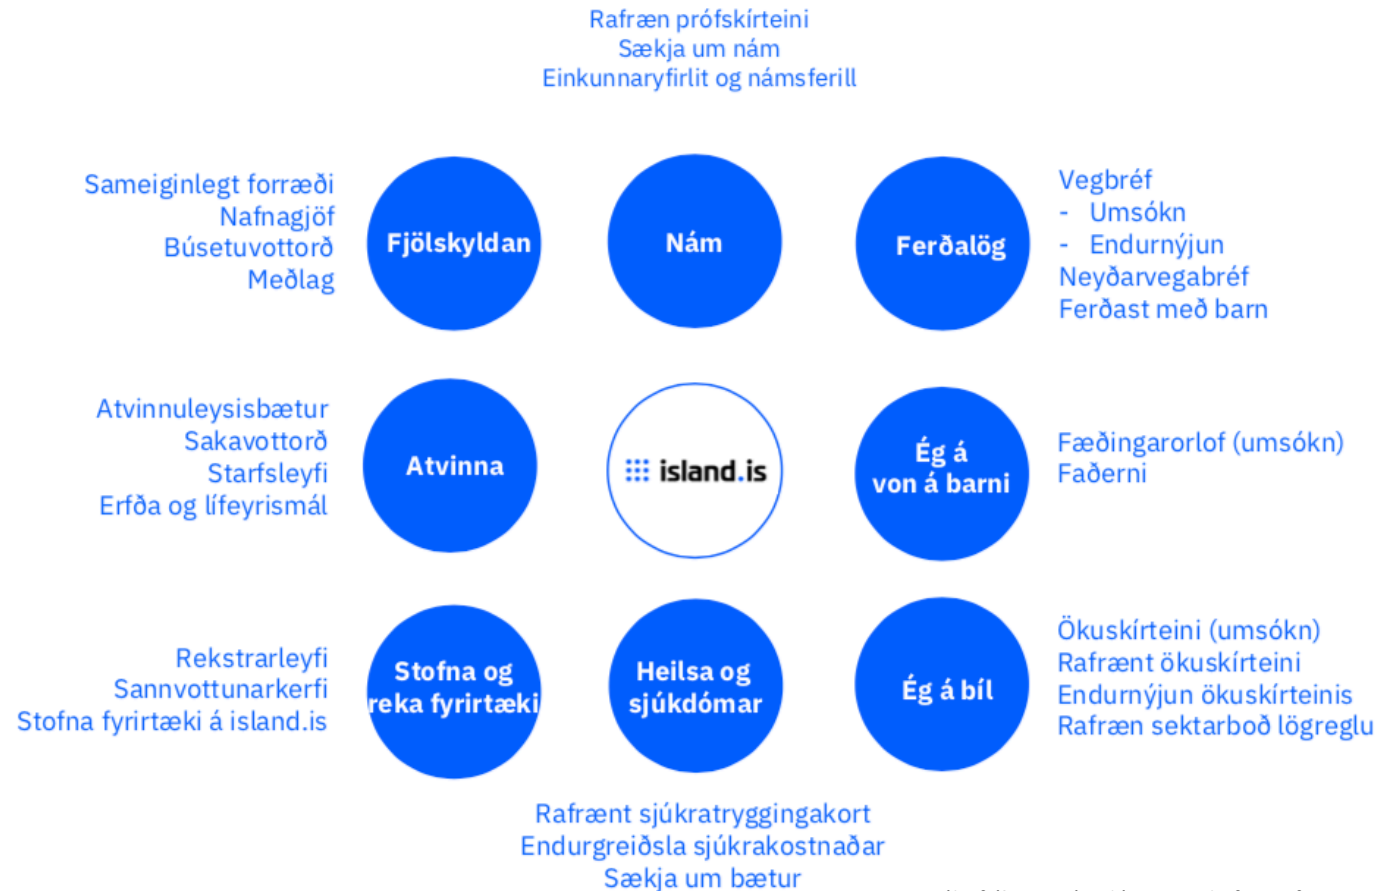 Rafræn prófskírteini
Sækja um nám
Einkunnaryfirlit og námsferill
Sameiginlegt forræði
Nafnagjöf
Búsetuvottorð
Meðlag
Fjölskyldan
Nám
Ferðalög
Vegbréf
- Umsókn
- Endurnýjun
Neyðarvegabréf
Ferðast með barn
Atvinnuleysisbætur
Sakavottorð
Starfsleyfi
Erfða og lífeyrismál
Atvinna
island.is
Ég á
von á barni
Fæðingarorlof (umsókn)
Faðerni
Rekstrarleyfi
Sannvottunarkerfi
Stofna fyrirtæki á island.is
Stofna og
reka fyrirtæki
Heilsa og
sjúkdómar
Ég á bíl
Ökuskírteini (umsókn)
Rafrænt ökuskírteini
Endurnýjun ökuskírteinis
Rafræn sektarboð lögreglu
Rafrænt sjúkratryggingakort
Endurgreiðsla sjúkrakostnaðar
Sækja um bætur